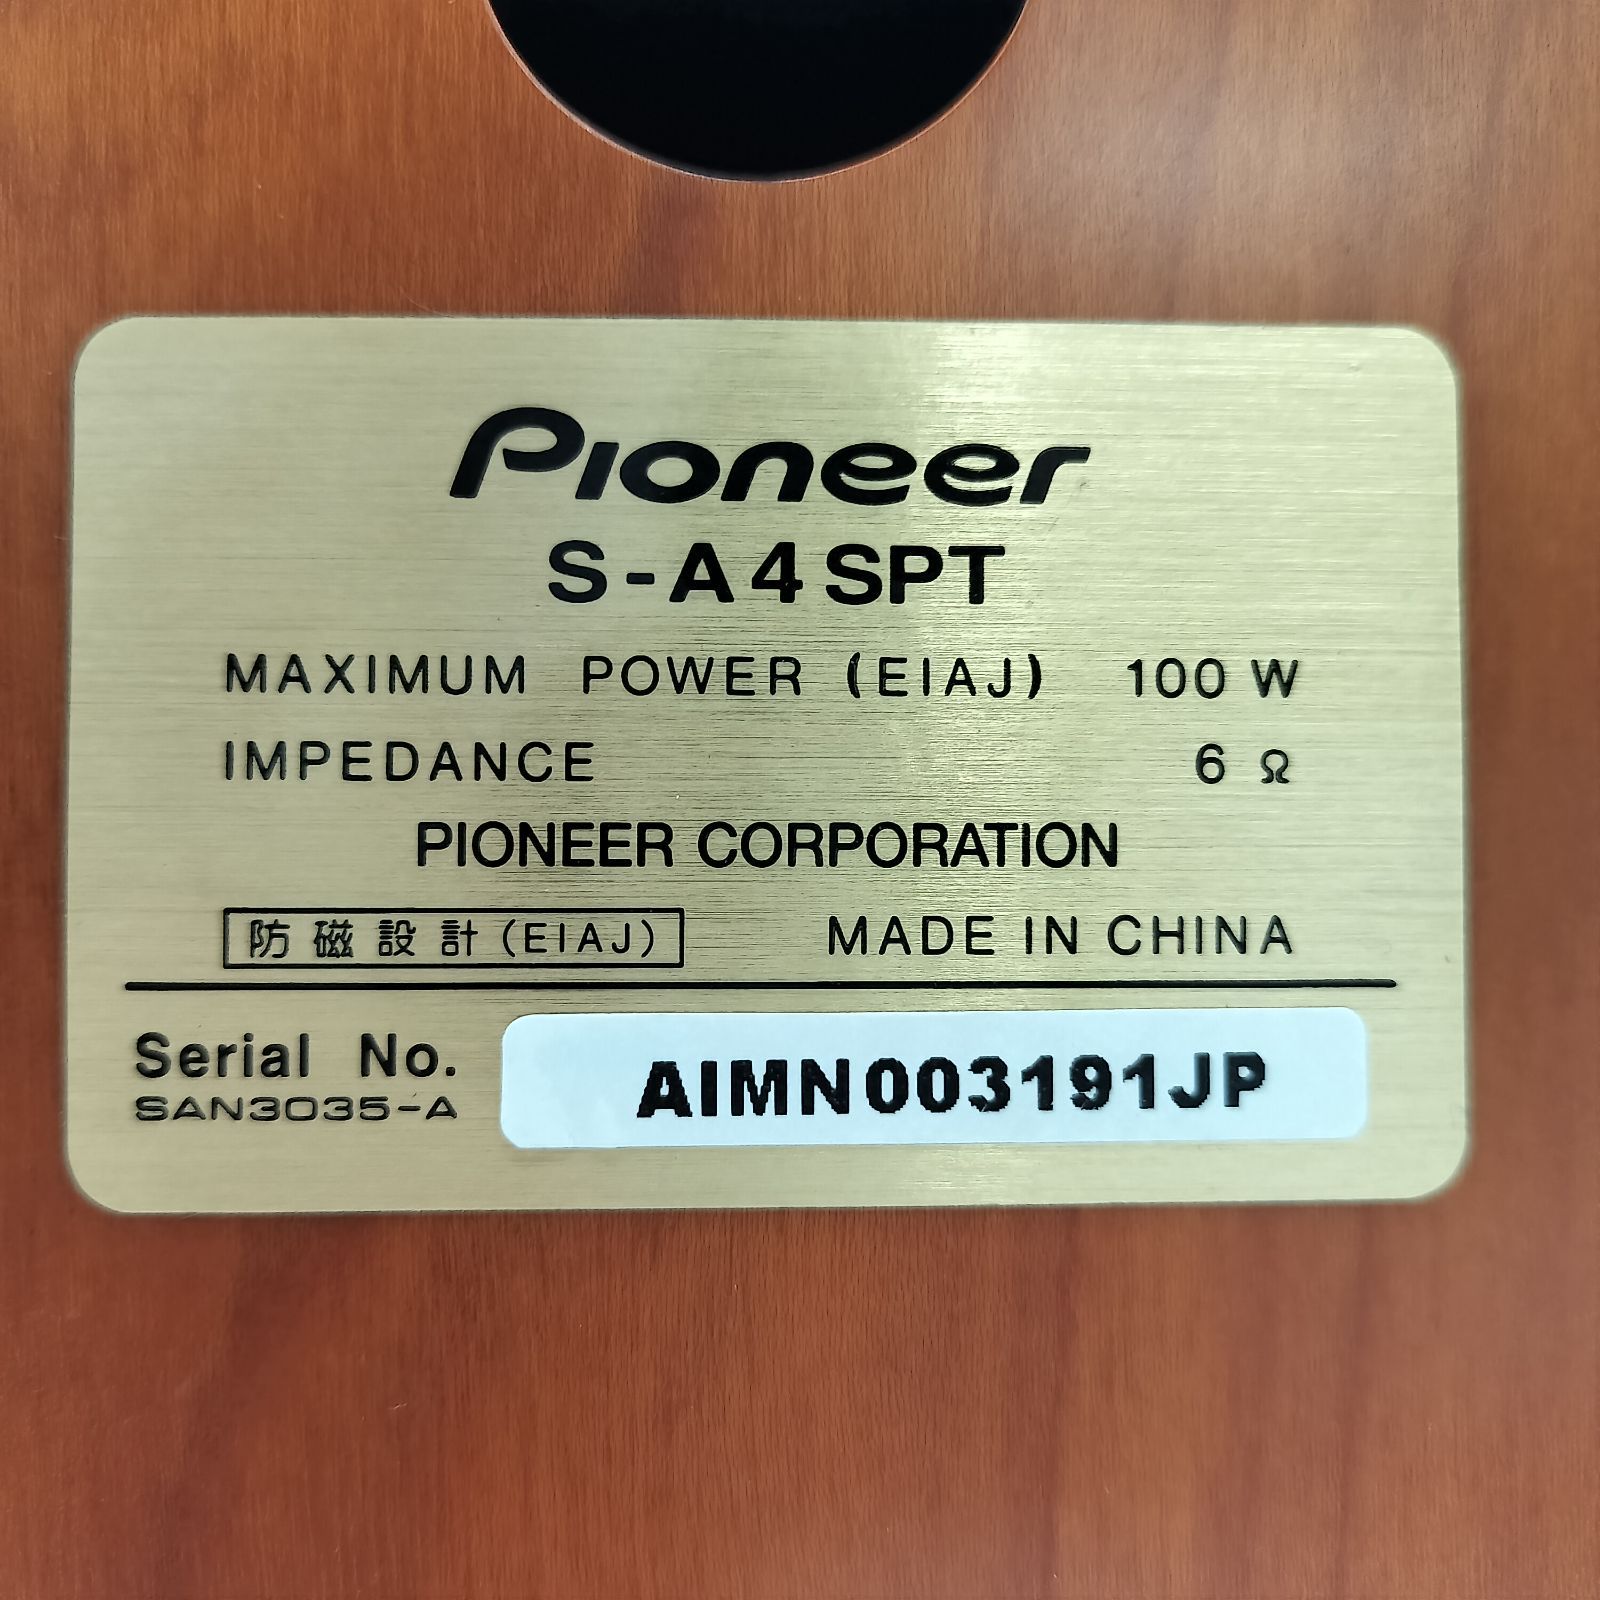 Pioneer
S-A4SPT
MAXIMUM POWER (EIAJ) 100 W
IMPEDANCE 6 Ω
PIONEER CORPORATION
防磁設計(EIAJ) MADE IN CHINA
Serial No. AIMN003191JP
SAN3035-A